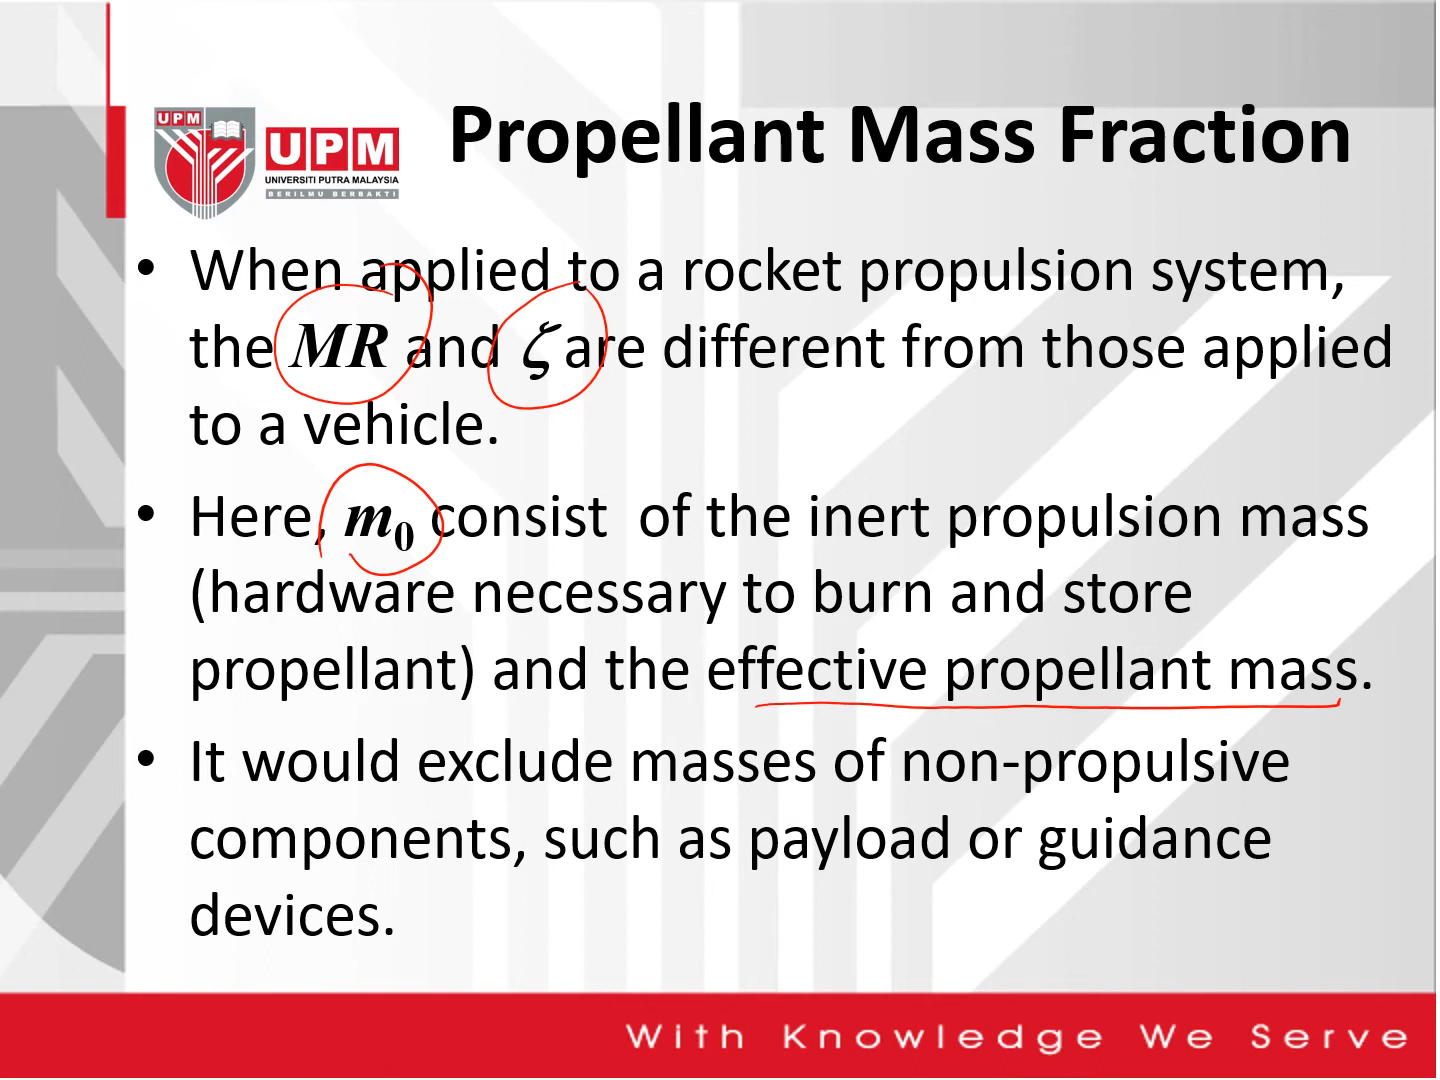 UPM
UPM
UNIVERSITI PUTRA MALAYSIA
BERILMU BERBAKTI
Propellant Mass Fraction
• When applied to a rocket propulsion system,
the MR and ζ are different from those applied
to a vehicle.
• Here, m₀ consist of the inert propulsion mass
(hardware necessary to burn and store
propellant) and the effective propellant mass.
• It would exclude masses of non-propulsive
components, such as payload or guidance
devices.
With Knowledge We Serve